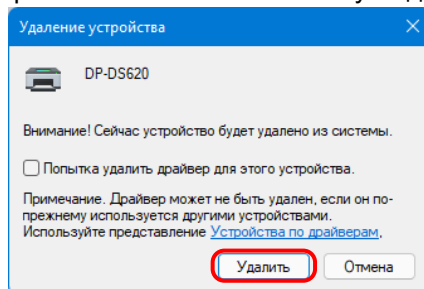 Удаление устройства
DP-DS620
Внимание! Сейчас устройство будет удалено из системы.
Попытка удалить драйвер для этого устройства.
Примечание. Драйвер может не быть удален, если он по-
прежнему используется другими устройствами.
Используйте представление Устройства по драйверам,
Удалить Отмена